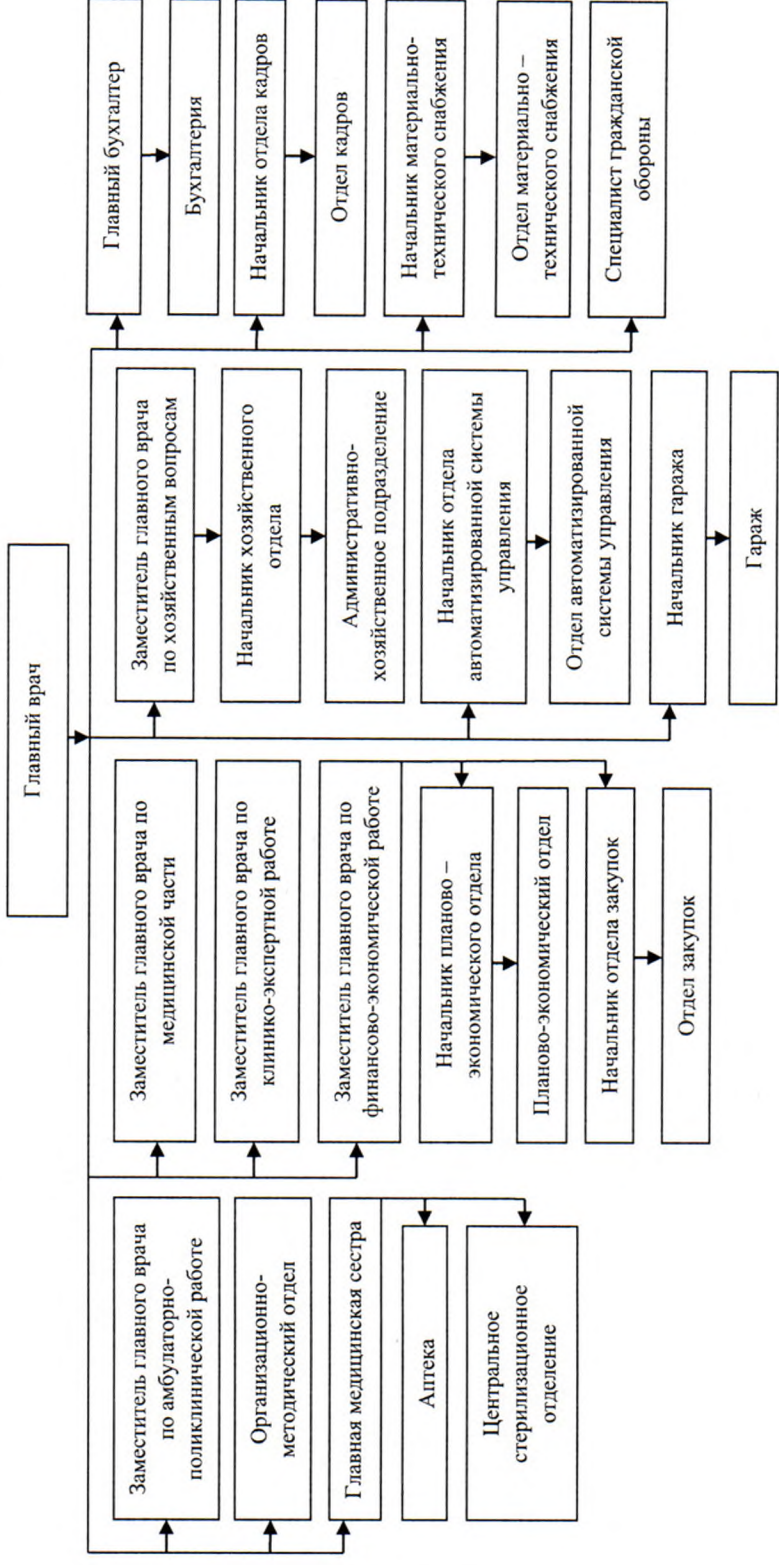 Главный врач
Заместитель главного врача
по амбулаторно-
поликлинической работе
Организационно-
методический отдел
Главная медицинская сестра
Аптека
Центральное
стерилизационное
отделение
Заместитель главного врача по
медицинской части
Заместитель главного врача по
клинико-экспертной работе
Заместитель главного врача по
финансово-экономической работе
Начальник планово –
экономического отдела
Планово-экономический отдел
Начальник отдела закупок
Отдел закупок
Заместитель главного врача
по хозяйственным вопросам
Начальник хозяйственного
отдела
Административно-
хозяйственное подразделение
Начальник отдела
автоматизированной системы
управления
Отдел автоматизированной
системы управления
Начальник гаража
Гараж
Главный бухгалтер
Бухгалтерия
Начальник отдела кадров
Отдел кадров
Начальник материально-
технического снабжения
Отдел материально –
технического снабжения
Специалист гражданской
обороны